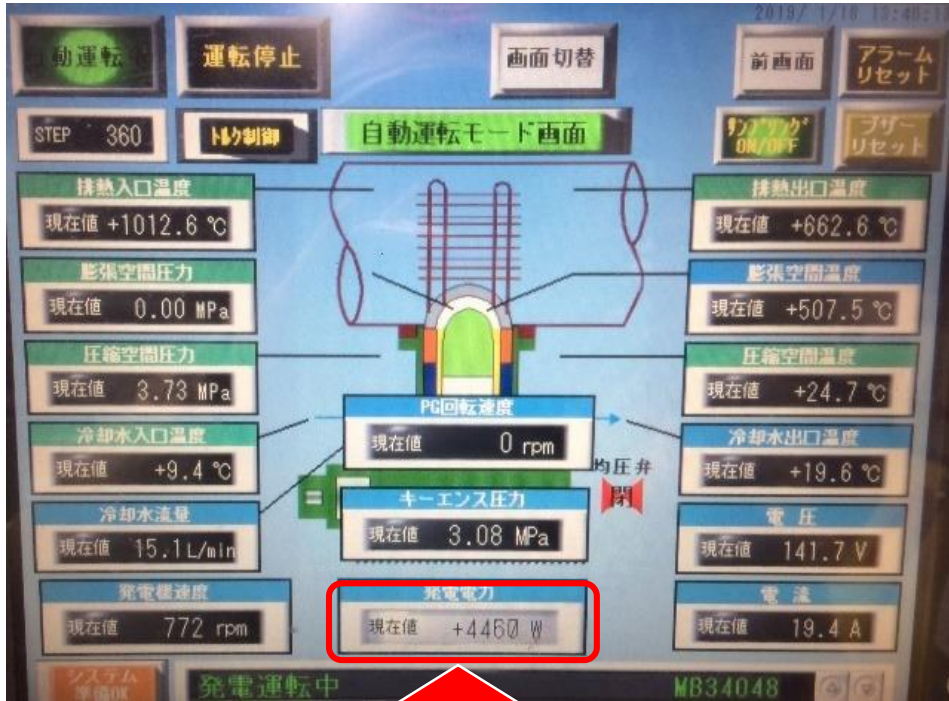 2019/ 1/18 13:48:1
運転停止
画面切替
前画面
アラーム
リセット
STEP 360
トルク制御
自動運転モード画面
サンプリング
ON/OFF
ブザー
リセット
排熱入口温度
現在値 +1012.6 ℃
排熱出口温度
現在値 +662.6 ℃
膨張空間圧力
現在値 0.00 MPa
膨張空間温度
現在値 +507.5 ℃
圧縮空間圧力
現在値 3.73 MPa
圧縮空間温度
現在値 +24.7 ℃
PG回転速度
現在値 0 rpm
冷却水入口温度
現在値 +9.4 ℃
冷却水出口温度
現在値 +19.6 ℃
均圧弁
閉
キーエンス圧力
現在値 3.08 MPa
冷却水流量
現在値 15.1 L/min
電圧
現在値 141.7 V
発電機速度
現在値 772 rpm
発電電力
現在値 +4460 W
電流
現在値 19.4 A
システム
準備OK
発電運転中
MB34048